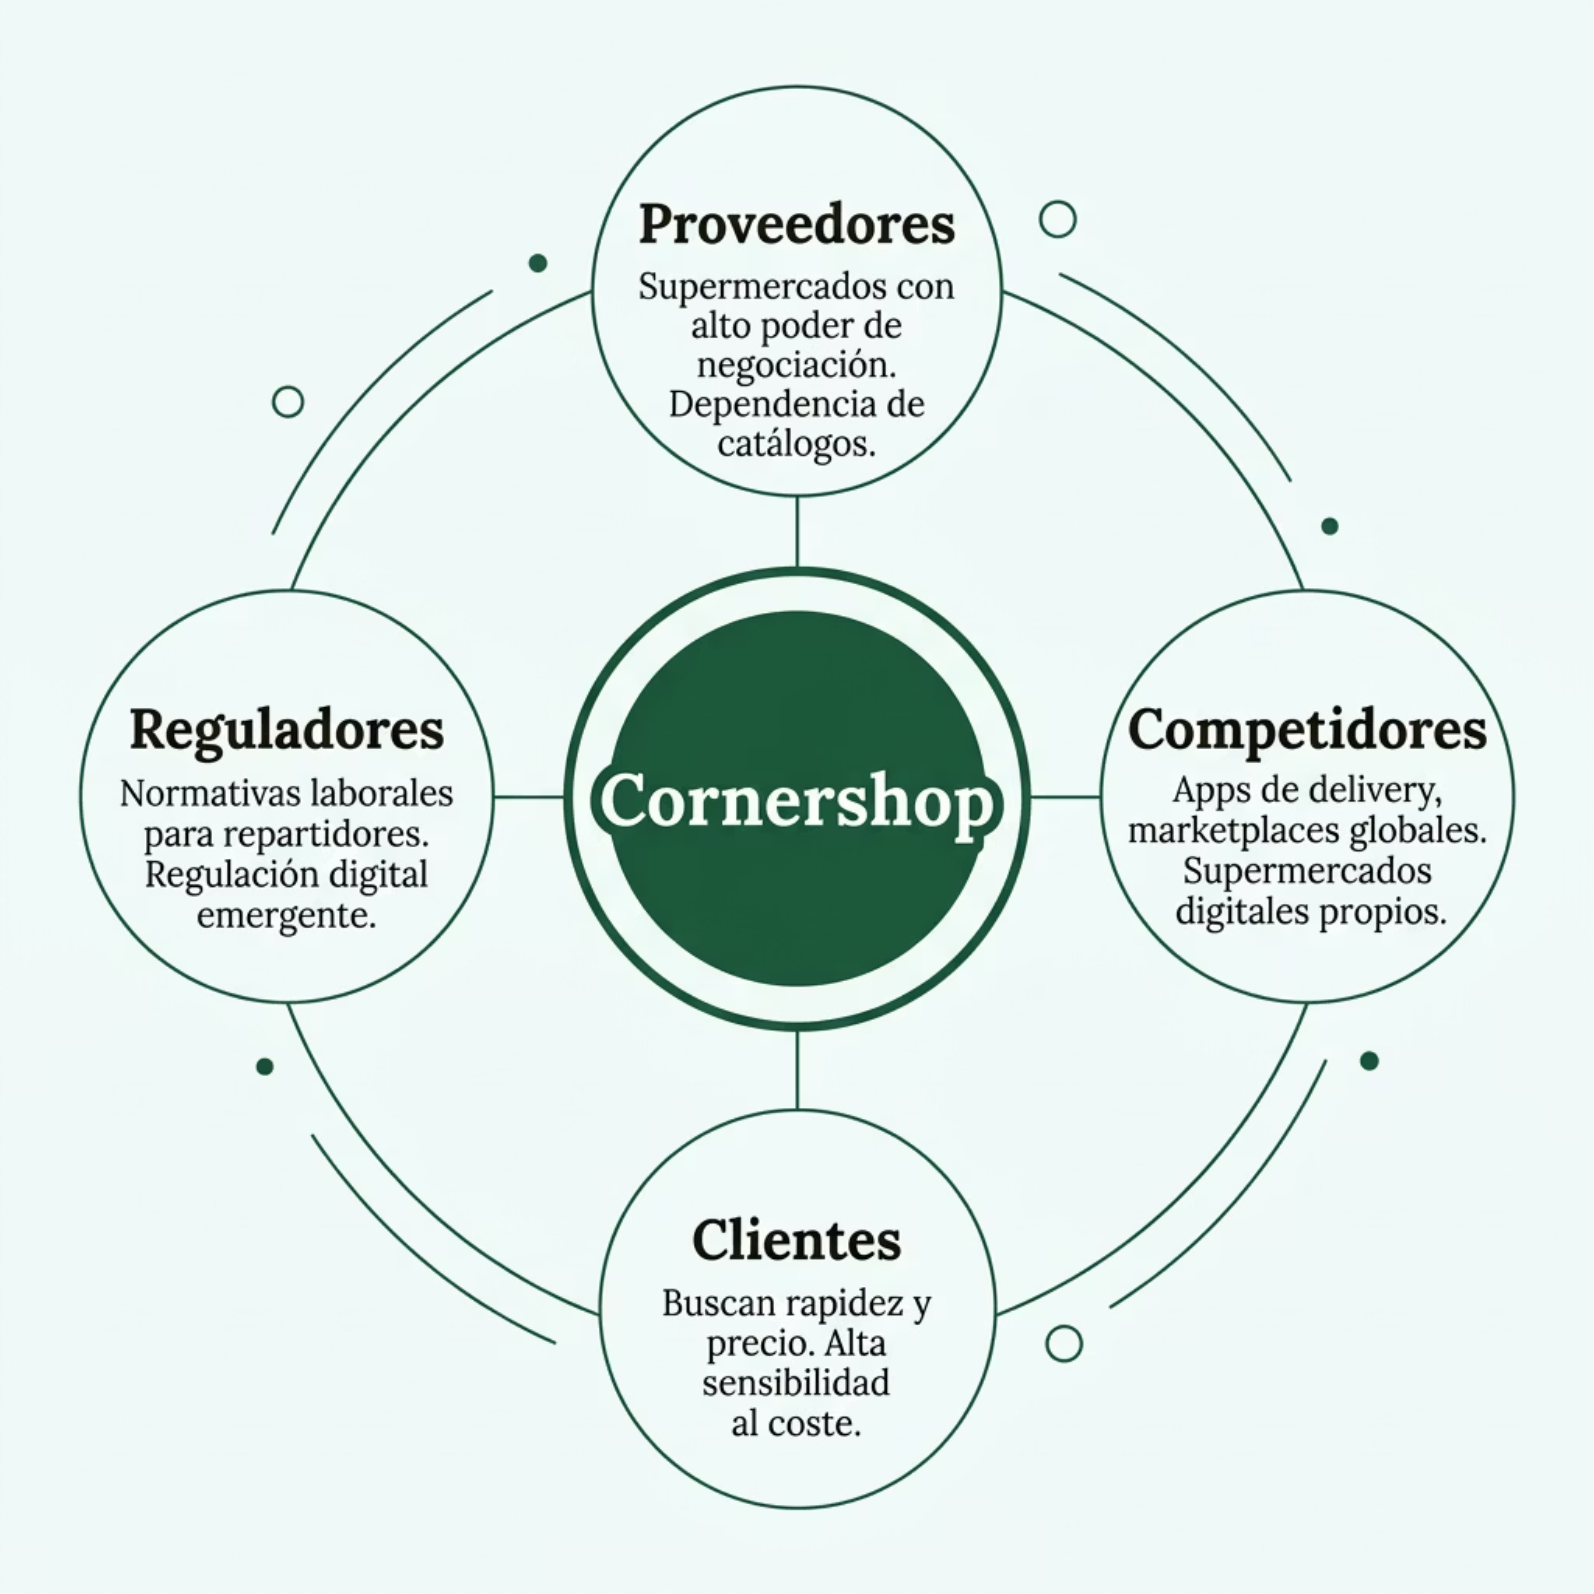 Proveedores
Supermercados con
alto poder de
negociación.
Dependencia de
catálogos.
Reguladores
Normativas laborales
para repartidores.
Regulación digital
emergente.
Cornershop
Competidores
Apps de delivery,
marketplaces globales.
Supermercados
digitales propios.
Clientes
Buscan rapidez y
precio. Alta
sensibilidad
al coste.